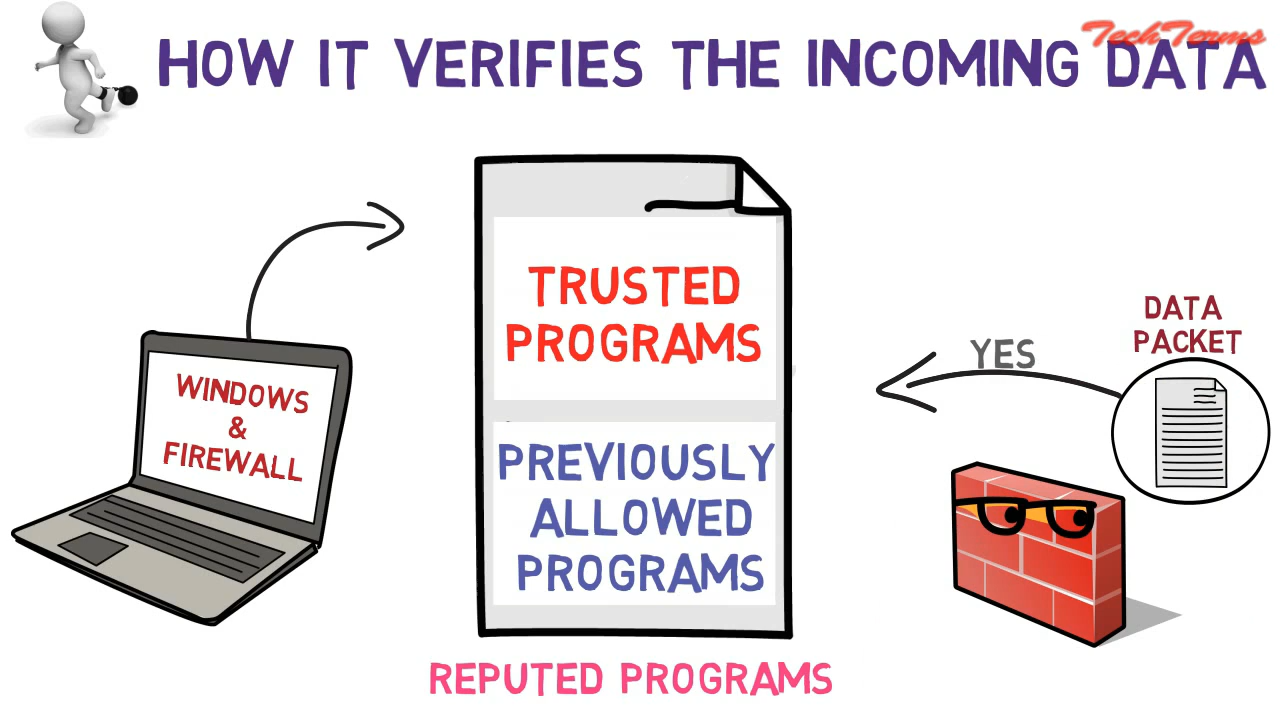 HOW IT VERIFIES THE INCOMING DATA
TechTerms
TRUSTED
PROGRAMS
PREVIOUSLY
ALLOWED
PROGRAMS
REPUTED PROGRAMS
WINDOWS
&
FIREWALL
YES
DATA
PACKET